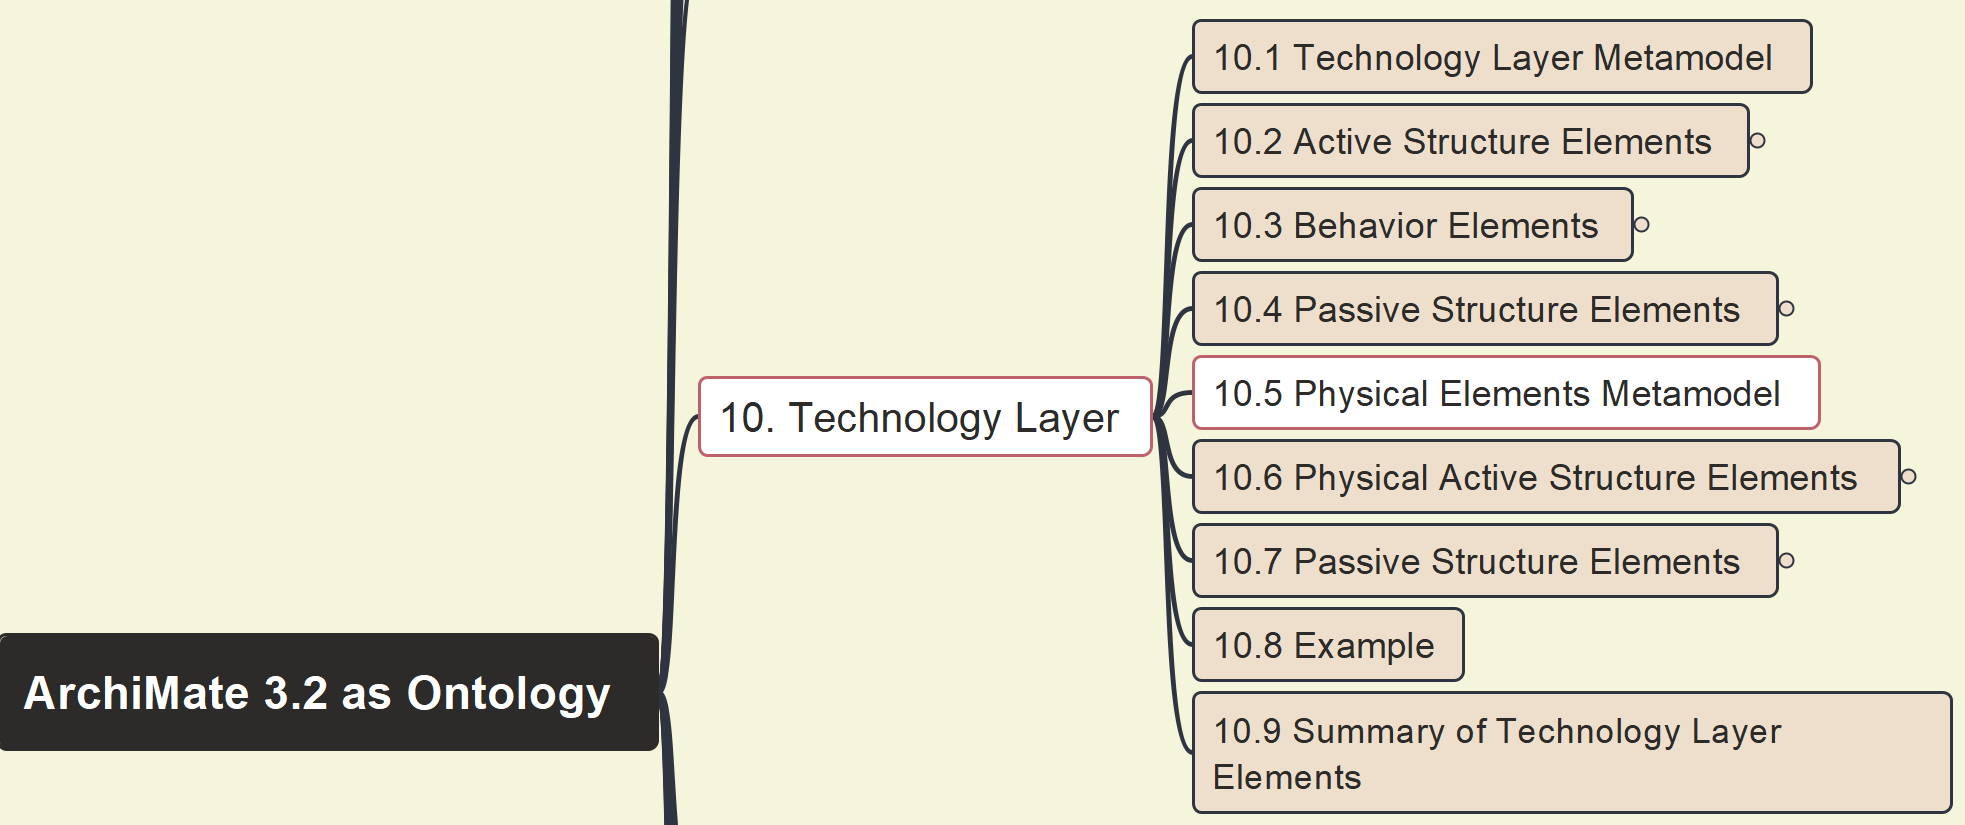 ArchiMate 3.2 as Ontology
10. Technology Layer
10.1 Technology Layer Metamodel
10.2 Active Structure Elements
10.3 Behavior Elements
10.4 Passive Structure Elements
10.5 Physical Elements Metamodel
10.6 Physical Active Structure Elements
10.7 Passive Structure Elements
10.8 Example
10.9 Summary of Technology Layer
Elements